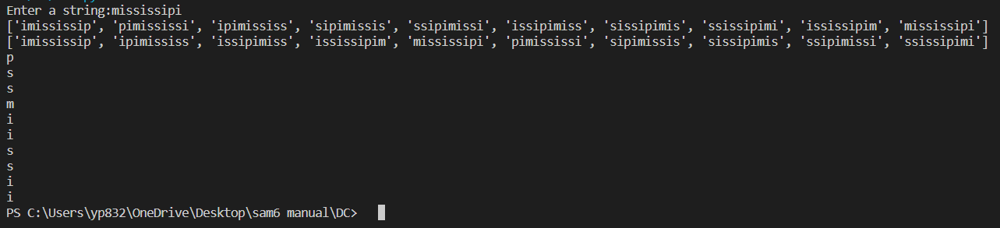 Enter a string:mississipi
['imississip', 'pimississi', 'ipimississ', 'sipimissis', 'ssipimissi', 'issipimiss', 'sissipimis', 'ssissipimi', 'ississipim', 'mississipi']
['imississip', 'ipimississ', 'issipimiss', 'ississipim', 'mississipi', 'pimississi', 'sipimissis', 'sissipimis', 'ssipimissi', 'ssissipimi']
p
s
s
m
i
i
s
s
i
i
PS C:\Users\yp832\OneDrive\Desktop\sam6 manual\DC>